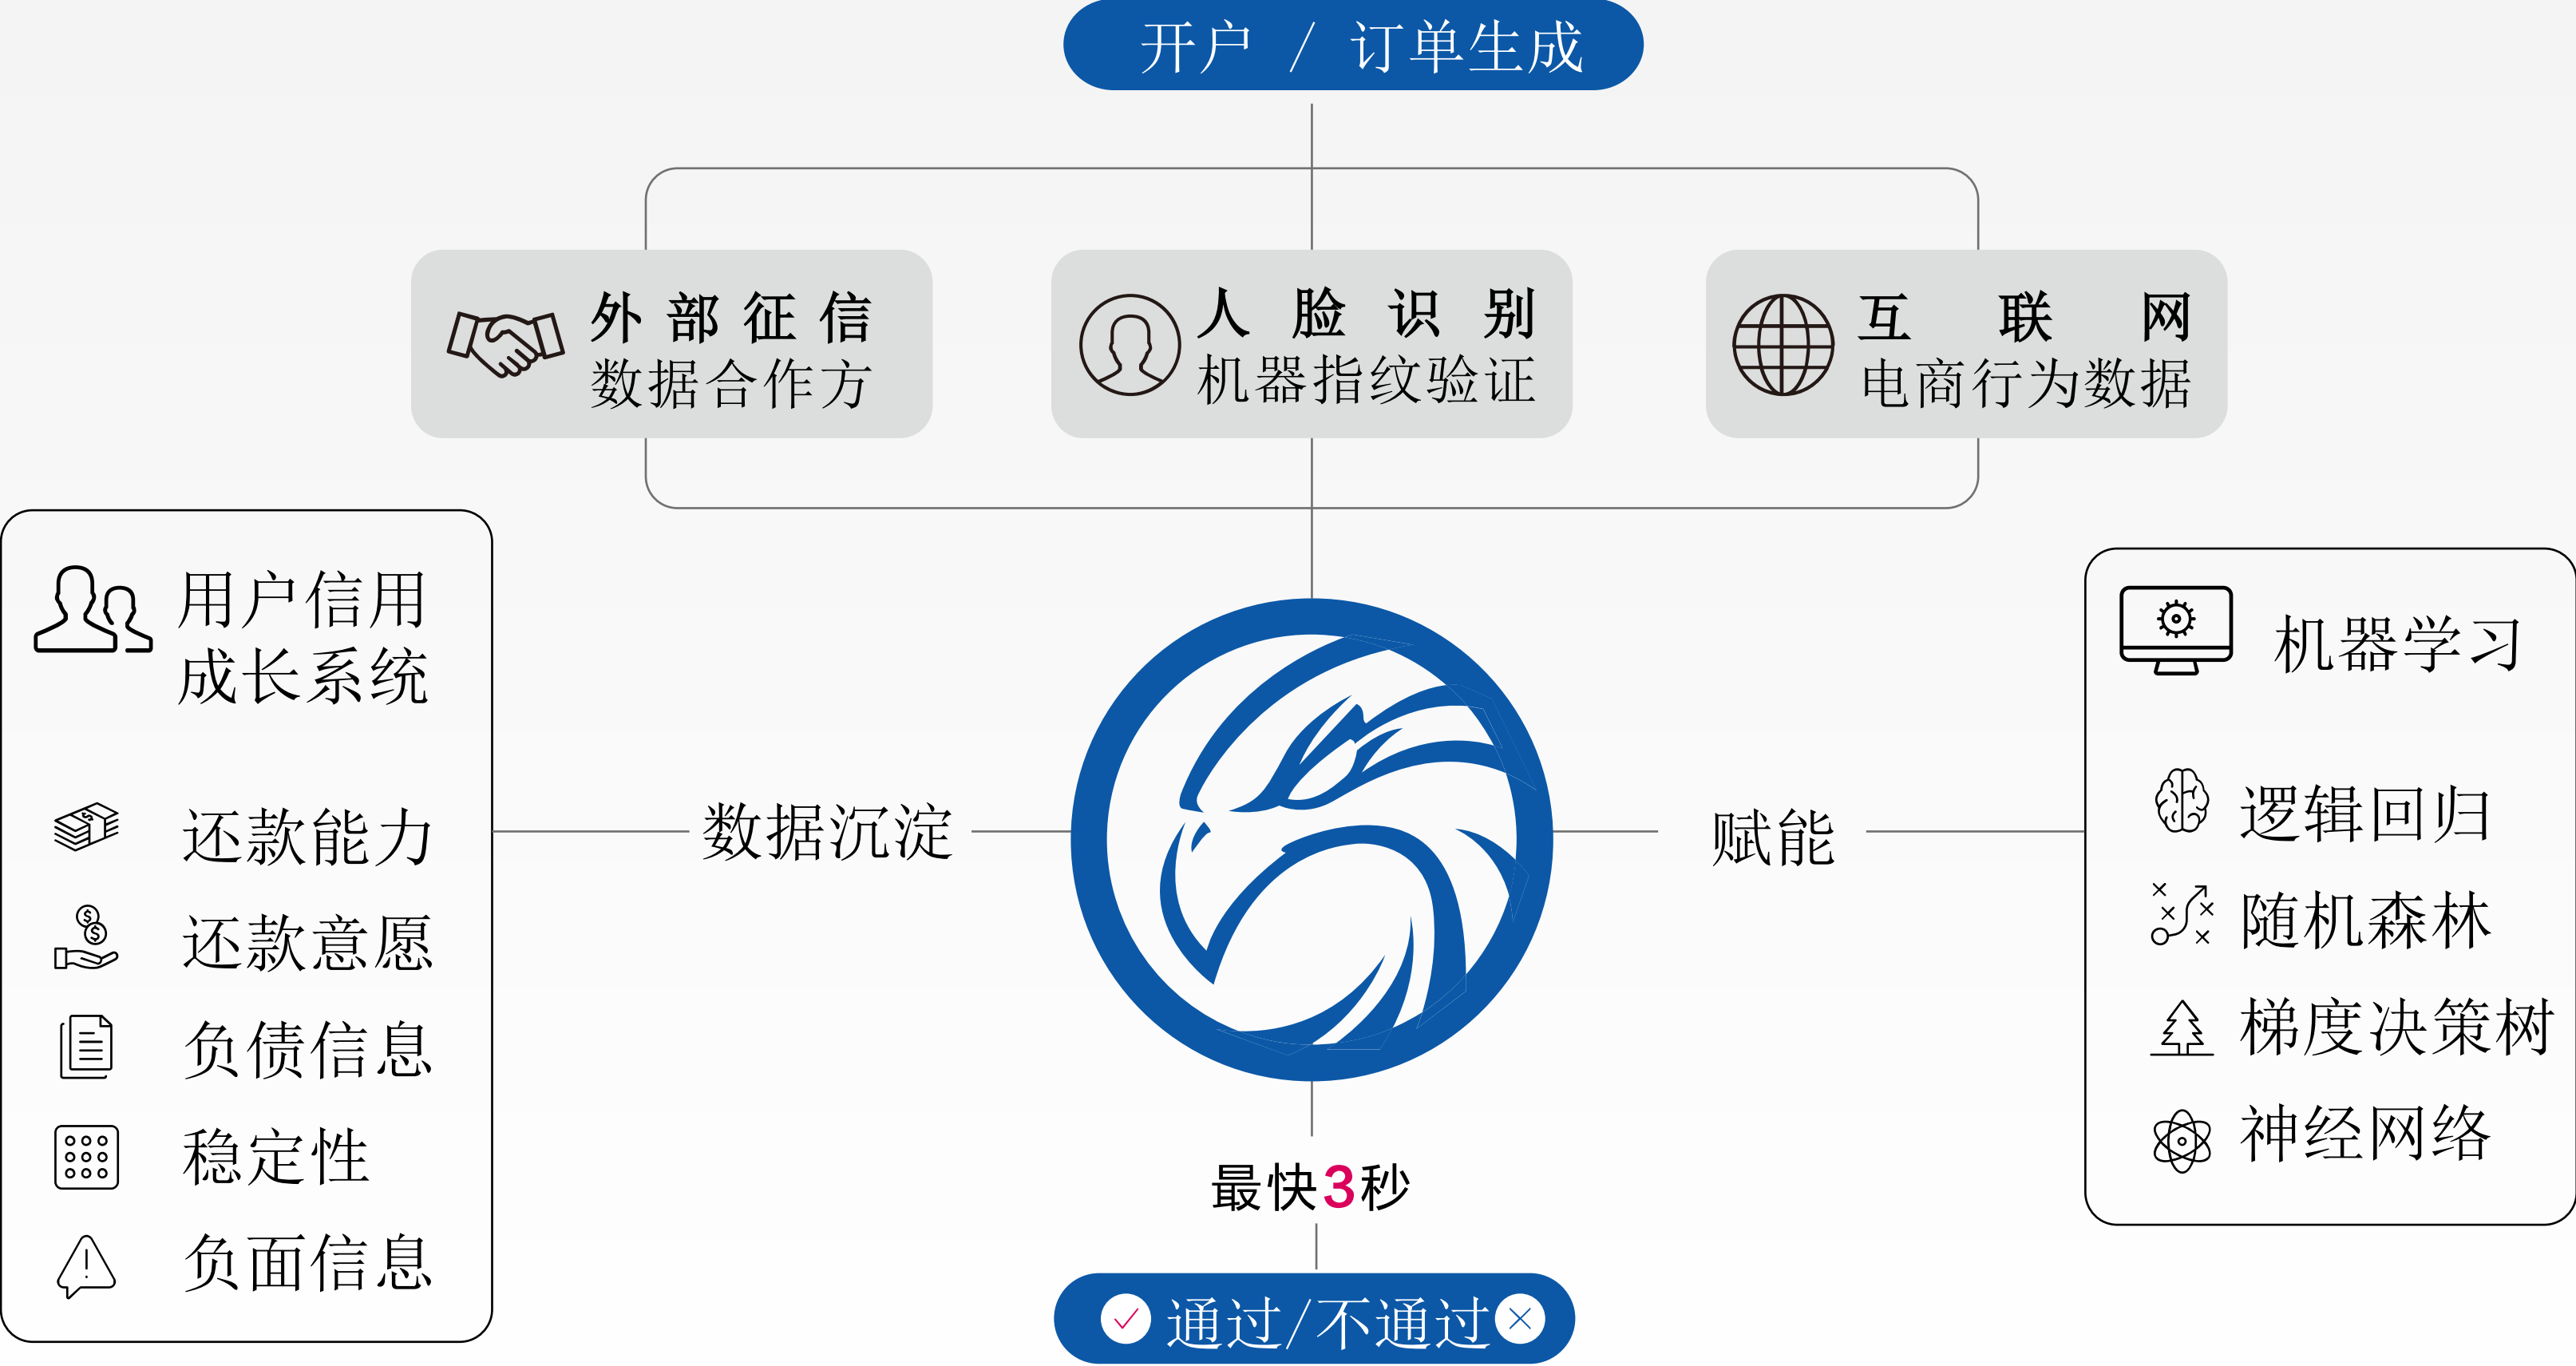 开户 / 订单生成
外部征信
数据合作方
人脸识别
机器指纹验证
互联网
电商行为数据
用户信用
成长系统
还款能力
还款意愿
负债信息
稳定性
负面信息
数据沉淀
赋能
机器学习
逻辑回归
随机森林
梯度决策树
神经网络
最快3秒
通过/不通过